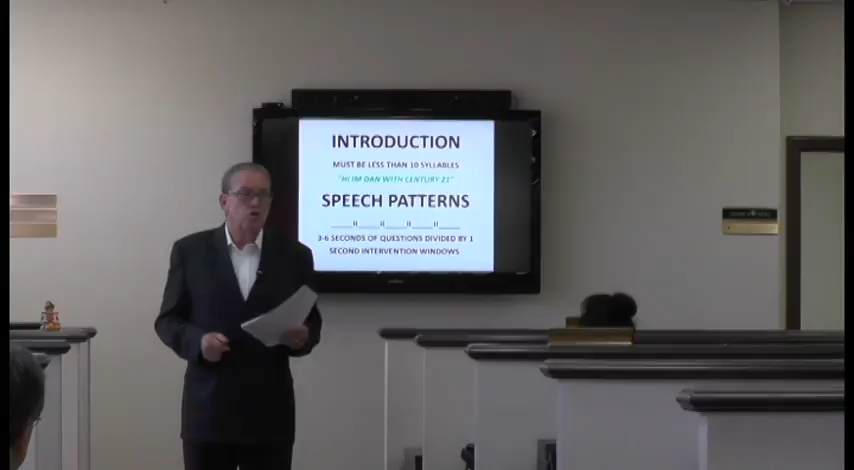 INTRODUCTION
MUST BE LESS THAN 10 SYLLABLES
"HI IM DAN WITH CENTURY 21"
SPEECH PATTERNS
_____II_____II_____II_____II_____
3-6 SECONDS OF QUESTIONS DIVIDED BY 1
SECOND INTERVENTION WINDOWS